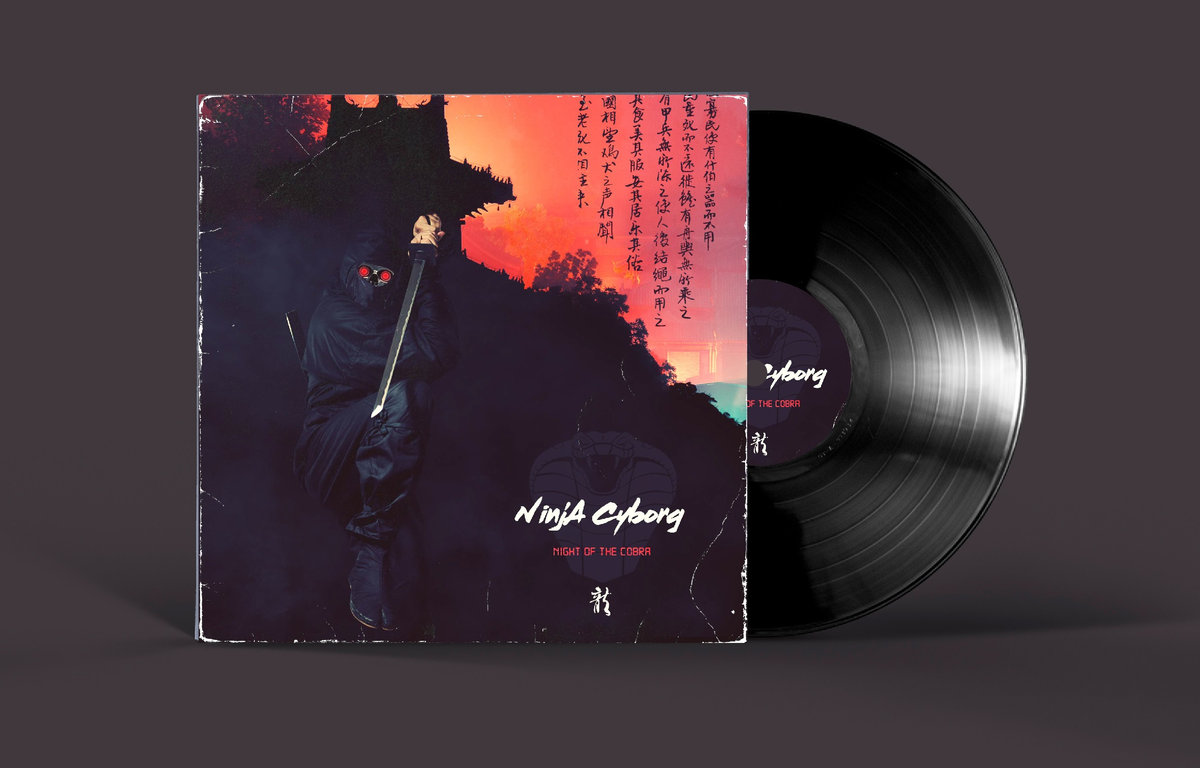 寡民使有什伯之器而不用
民重死而不遠徙雖有舟輿無所乘之
有甲兵無所陳之使人復結繩而用之
其食美其服安其居乐其俗
國相望鷄犬之声相聞
至老死不相往来
Ninja Cyborg
NIGHT OF THE COBRA
龍
Cyborg
OF THE COBRA
龍